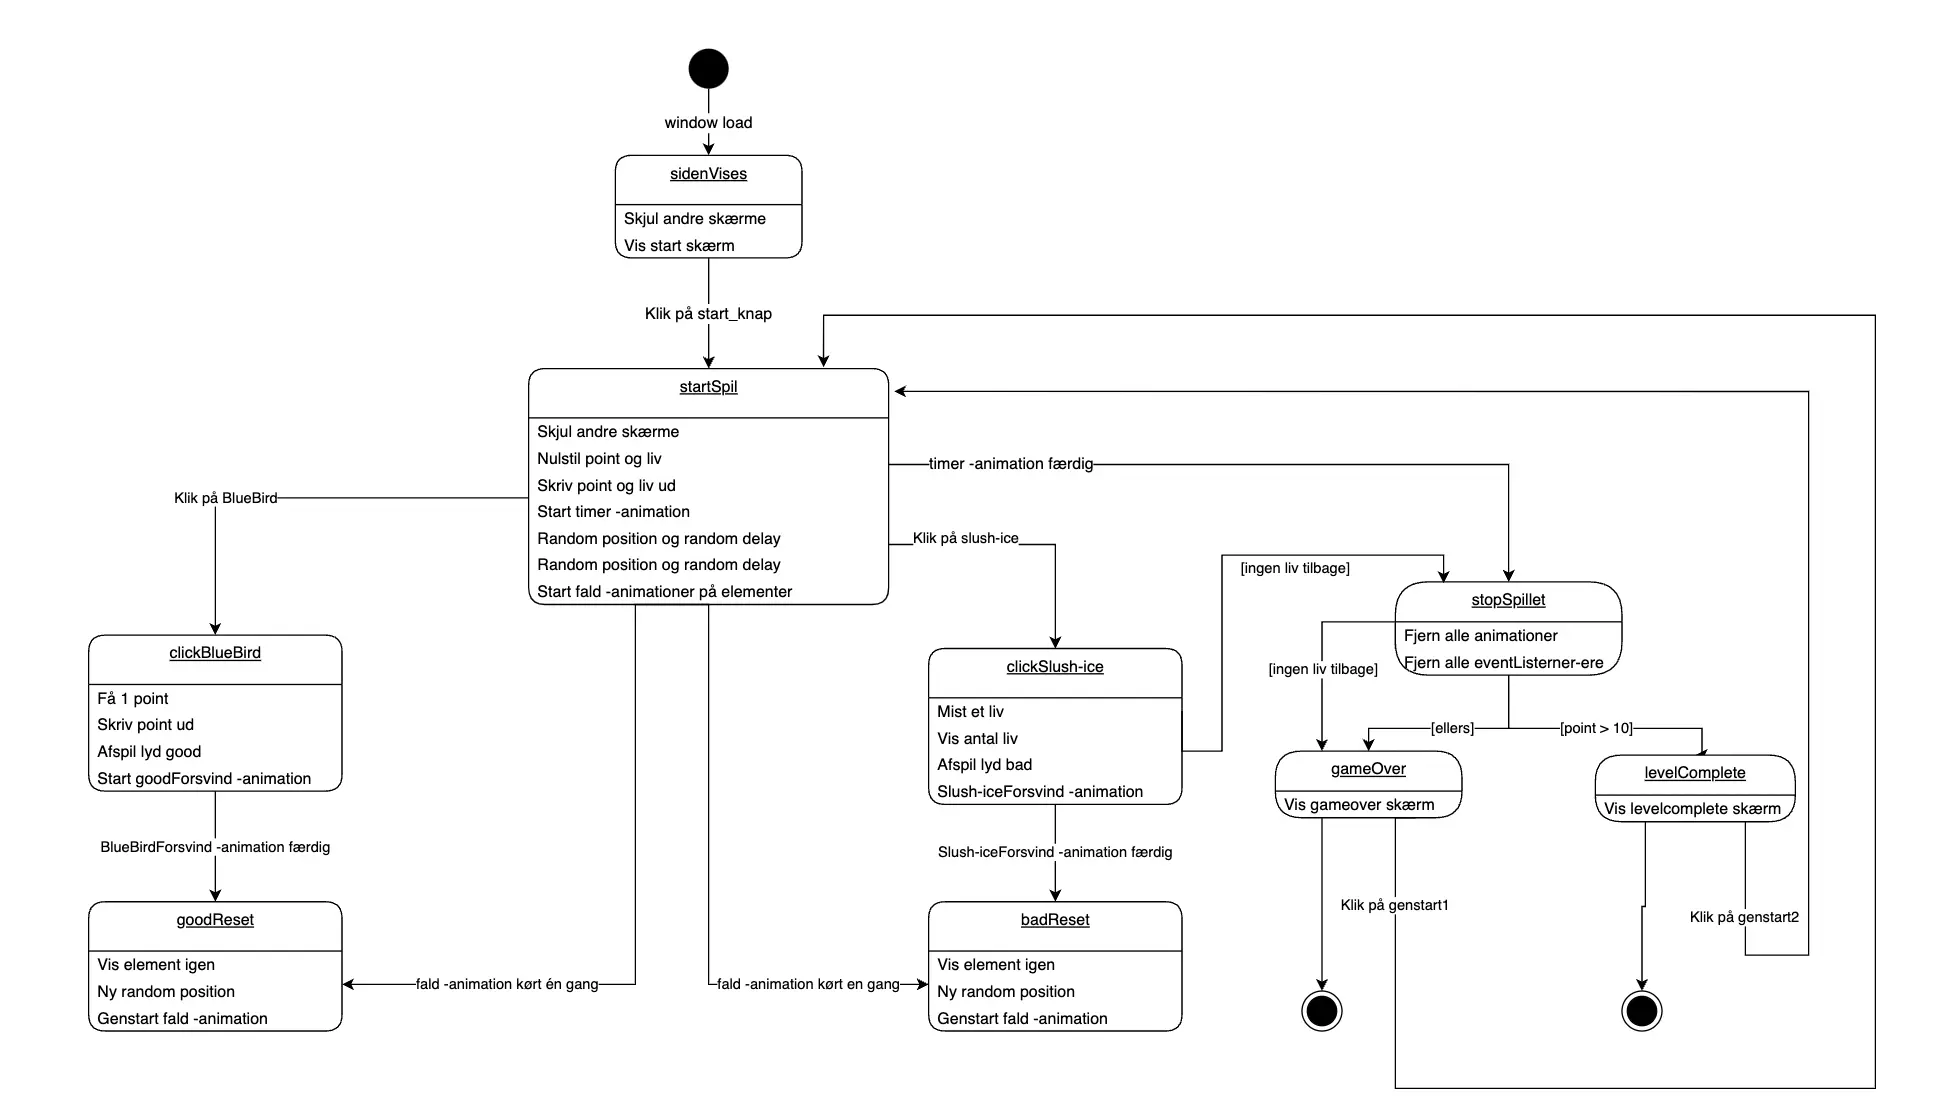 window load
sidenVises
Skjul andre skærme
Vis start skærm
Klik på start_knap
startSpil
Skjul andre skærme
Nulstil point og liv
Skriv point og liv ud
Start timer -animation
Random position og random delay
Random position og random delay
Start fald -animationer på elementer
timer -animation færdig
Klik på BlueBird
Klik på slush-ice
[ingen liv tilbage]
stopSpillet
Fjern alle animationer
Fjern alle eventListerner-ere
clickBlueBird
Få 1 point
Skriv point ud
Afspil lyd good
Start goodForsvind -animation
clickSlush-ice
Mist et liv
Vis antal liv
Afspil lyd bad
Slush-iceForsvind -animation
[ingen liv tilbage]
[ellers]
[point > 10]
gameOver
Vis gameover skærm
levelComplete
Vis levelcomplete skærm
BlueBirdForsvind -animation færdig
Slush-iceForsvind -animation færdig
Klik på genstart1
Klik på genstart2
goodReset
Vis element igen
Ny random position
Genstart fald -animation
fald -animation kørt én gang
fald -animation kørt en gang
badReset
Vis element igen
Ny random position
Genstart fald -animation